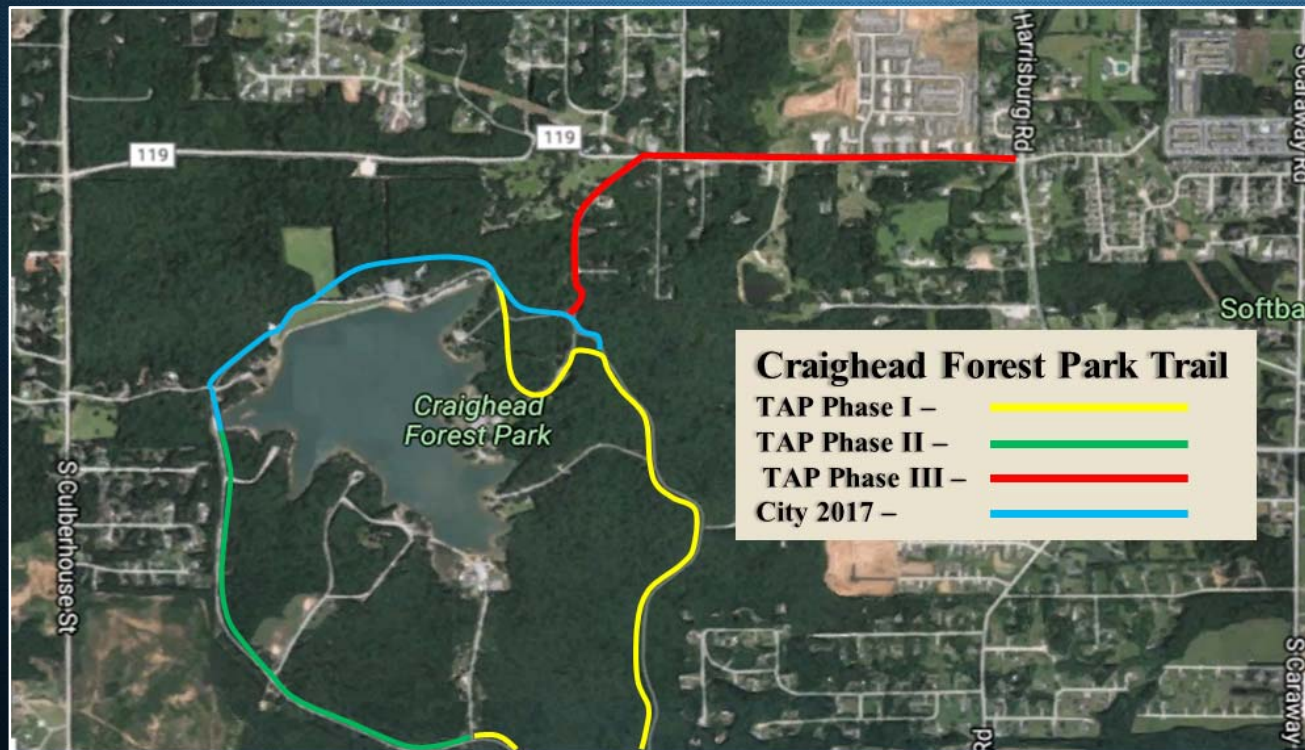 119
119
Harrisburg Rd
S Caraway Rd
Softba
Craighead
Forest Park
S Culberhouse St
Craighead Forest Park Trail
TAP Phase I –
TAP Phase II –
TAP Phase III –
City 2017 –
S Caraway
Rd